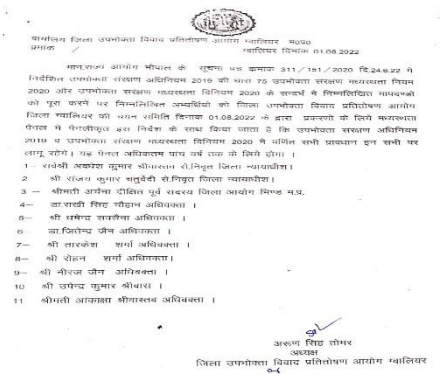 कार्यालय जिला उपभोक्ता विवाद प्रतितोषण आयोग ग्वालियर म०प्र०
क्रमांक / ग्वालियर दिनांक 01.08.2022
मान.राज्य आयोग भोपाल के सूचना पत्र क्रमांक 311/151/2020 दि.24.6.22 में
निर्देशित उपभोक्ता संरक्षण अधिनियम 2019 की धारा 75 उपभोक्ता संरक्षण मध्यस्थता नियम
2020 और उपभोक्ता संरक्षण मध्यस्थता विनियम 2020 के सन्दर्भ में निम्नलिखित मापदण्डो
को पूरा करने पर निम्नलिखित अभ्यर्थियों को जिला उपभोक्ता विवाद प्रतितोषण आयोग
जिला ग्वालियर की चयन समिति दिनांक 01.08.2022 के द्वारा प्रकरणो के लिये मध्यस्थता
पैनल में पैनलीकृत इस निर्देश के साथ किया जाता है कि उपभोक्ता संरक्षण अधिनियम
2019 व उपभोक्ता संरक्षण मध्यस्थता विनियम 2020 में वर्णित सभी प्रावधान इन सभी पर
लागू रहेंगे। यह पैनल अधिकतम पांच वर्ष तक के लिये होगा ।
1 - सर्वश्री अवधेश कुमार श्रीवास्तव से.निवृत जिला न्यायाधीश।
2 श्री संजय कुमार चतुर्वेदी से.निवृत जिला न्यायाधीश।
3 – श्रीमती अर्चना दीक्षित पूर्व सदस्य जिला आयोग भिण्ड म.प्र.
4- डा.राखी सिंह चौहान अधिवक्ता ।
5- श्री धर्मेन्द्र सक्सैना अधिवक्ता ।
6- डा.जितेन्द्र जैन अधिवक्ता ।
7– श्री तारकेश शर्मा अधिवक्ता ।
8– श्री रोहन शर्मा अधिवक्ता।
9– श्री नीरज जैन अधिवक्ता ।
10 श्री उपेन्द्र कुमार श्रीवास ।
11 श्रीमती आकांक्षा श्रीवास्तव अधिवक्ता ।
अरूण सिंह तोमर
अध्यक्ष
जिला उपभोक्ता विवाद प्रतितोषण आयोग ग्वालियर